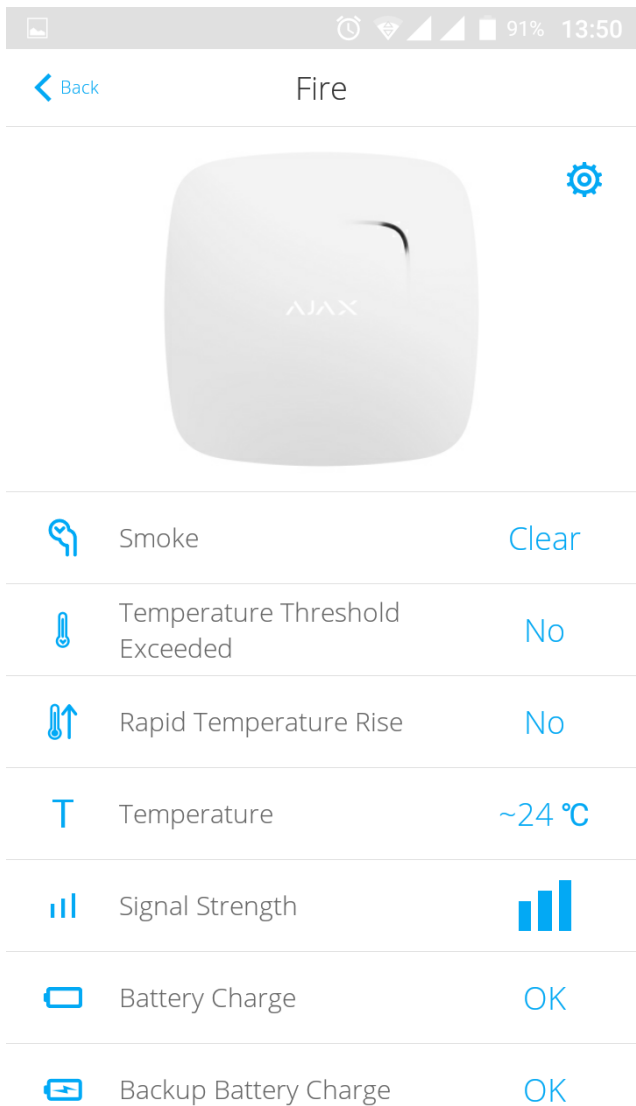 91% 13:50
Back
Fire
AJAX
Smoke
Clear
Temperature Threshold
Exceeded
No
Rapid Temperature Rise
No
T
Temperature
~24 °C
Signal Strength
Battery Charge
OK
Backup Battery Charge
OK